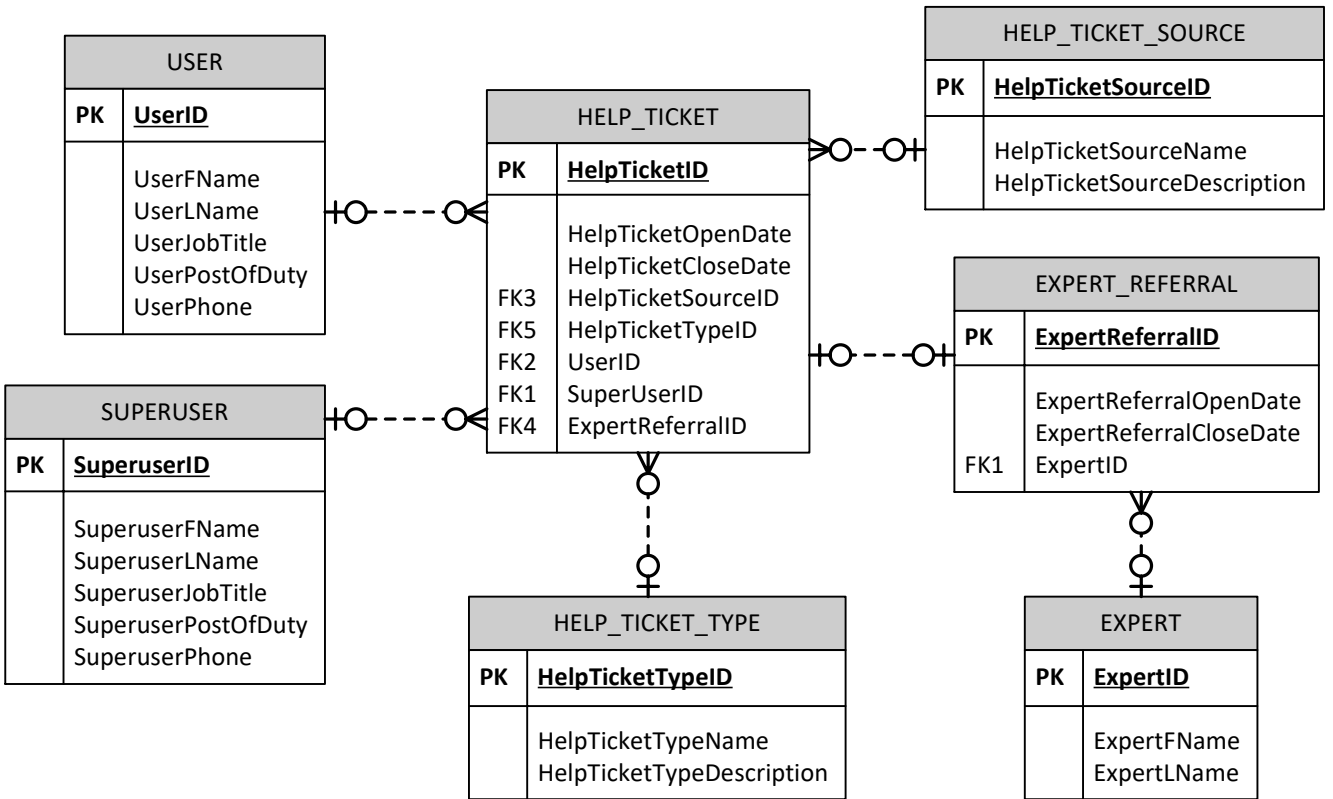 USER
PK UserID
UserFName
UserLName
UserJobTitle
UserPostOfDuty
UserPhone
SUPERUSER
PK SuperuserID
SuperuserFName
SuperuserLName
SuperuserJobTitle
SuperuserPostOfDuty
SuperuserPhone
HELP_TICKET
PK HelpTicketID
HelpTicketOpenDate
HelpTicketCloseDate
FK3 HelpTicketSourceID
FK5 HelpTicketTypeID
FK2 UserID
FK1 SuperUserID
FK4 ExpertReferralID
HELP_TICKET_TYPE
PK HelpTicketTypeID
HelpTicketTypeName
HelpTicketTypeDescription
HELP_TICKET_SOURCE
PK HelpTicketSourceID
HelpTicketSourceName
HelpTicketSourceDescription
EXPERT_REFERRAL
PK ExpertReferralID
ExpertReferralOpenDate
ExpertReferralCloseDate
FK1 ExpertID
EXPERT
PK ExpertID
ExpertFName
ExpertLName